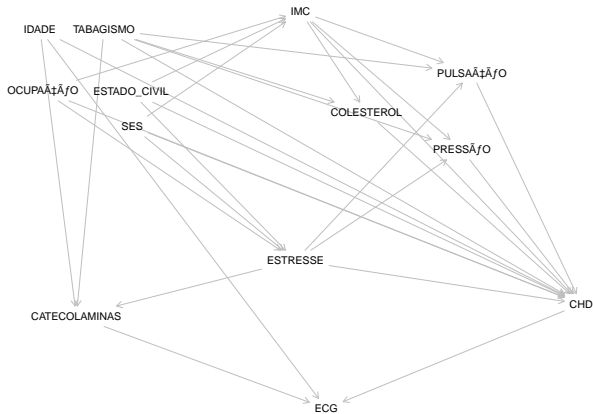 IMC
IDADE TABAGISMO
PULSAÃ‡ÃƒO
OCUPAÃ‡ÃƒO ESTADO_CIVIL
COLESTEROL
SES
PRESSÃƒO
ESTRESSE
CHD
CATECOLAMINAS
ECG